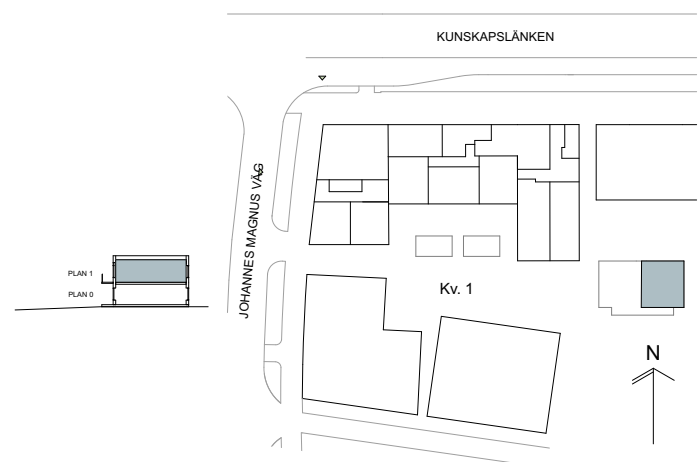 KUNSKAPSLÄNKEN
JOHANNES MAGNUS VÄG
PLAN 1
PLAN 0
Kv. 1
N